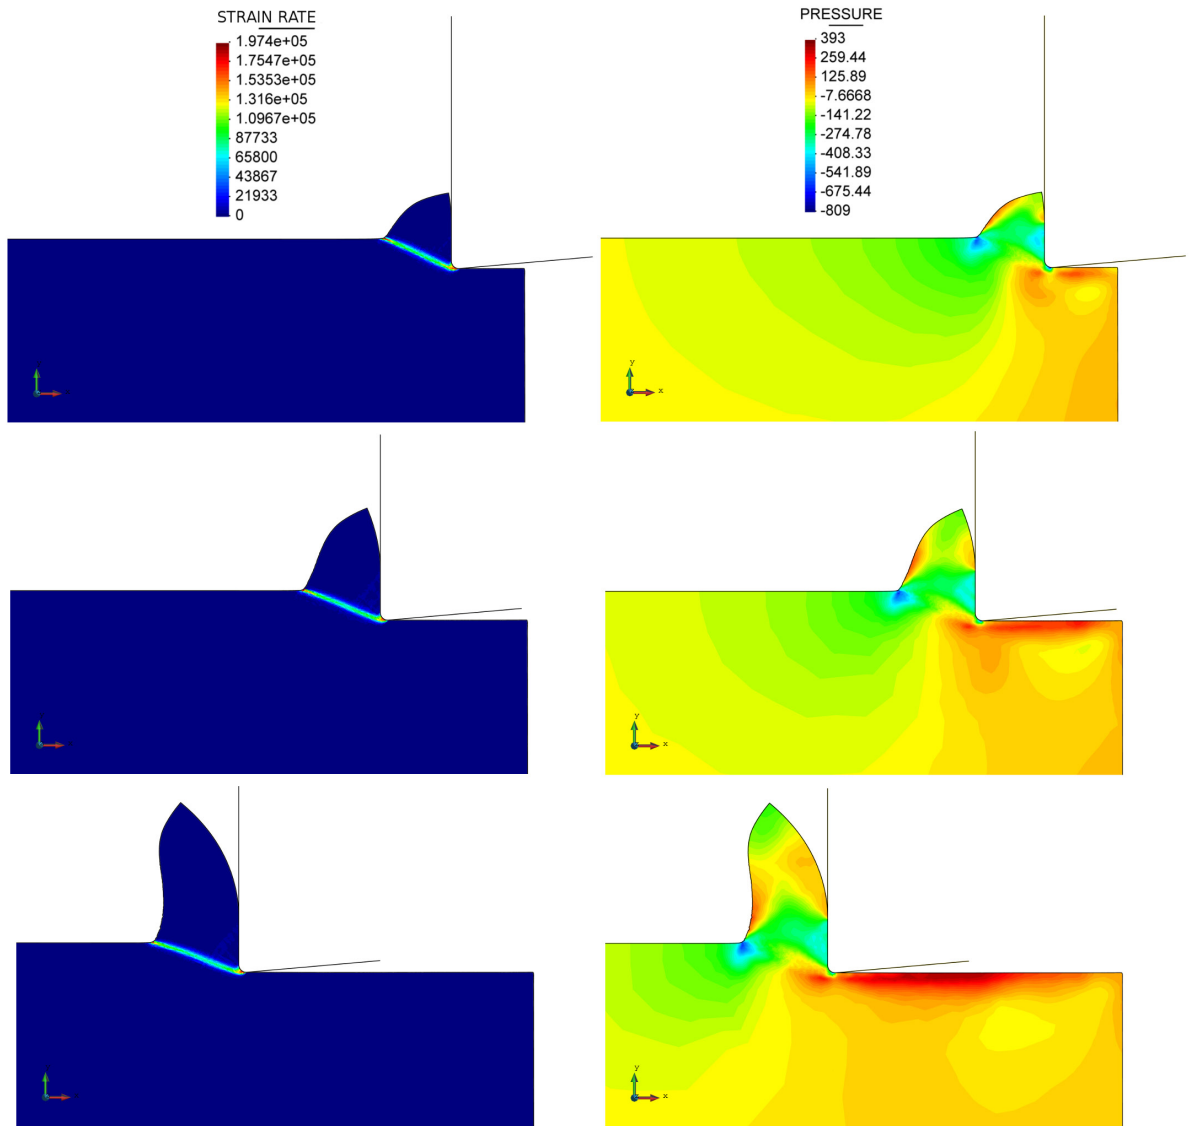 STRAIN RATE
1.974e+05
1.7547e+05
1.5353e+05
1.316e+05
1.0967e+05
87733
65800
43867
21933
0
PRESSURE
393
259.44
125.89
-7.6668
-141.22
-274.78
-408.33
-541.89
-675.44
-809
y
x
y
x
y
x